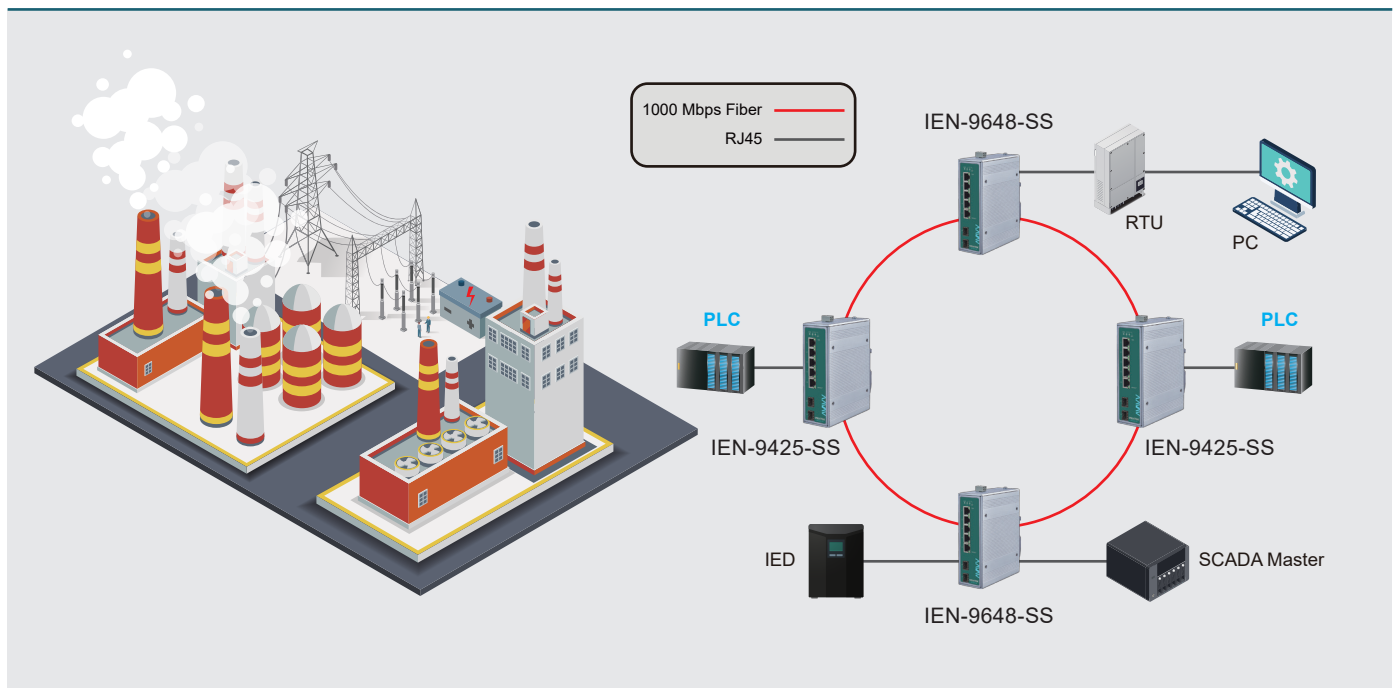 1000 Mbps Fiber
RJ45
IEN-9648-SS
RTU
PC
PLC
PLC
IEN-9425-SS
IEN-9425-SS
IED
SCADA Master
IEN-9648-SS